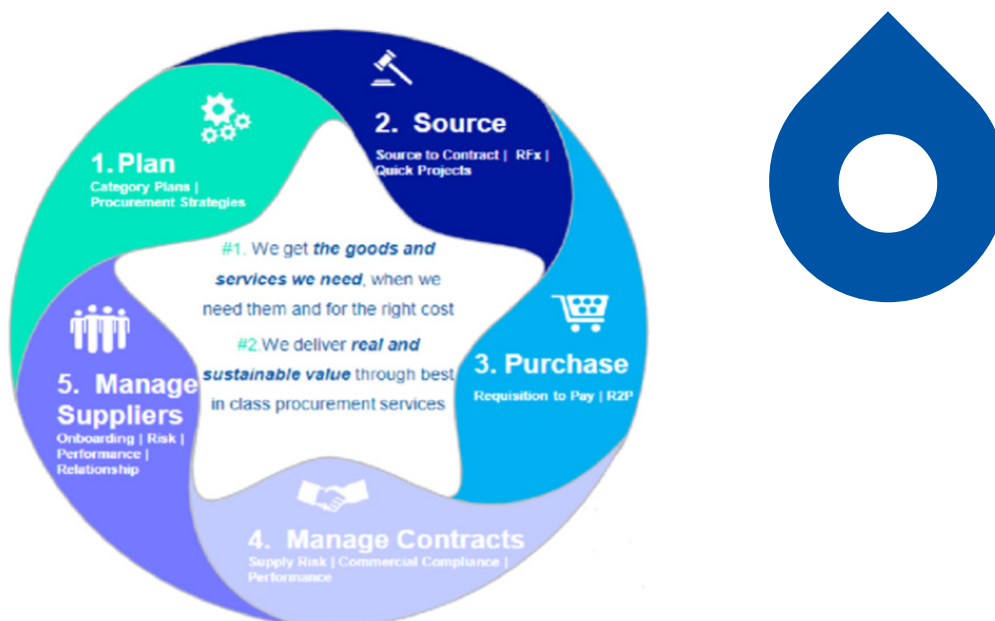 1.Plan
Category Plans |
Procurement Strategies
2. Source
Source to Contract | RFx |
Quick Projects
#1. We get the goods and
services we need, when we
need them and for the right cost
#2.We deliver real and
sustainable value through best
in class procurement services
3. Purchase
Requisition to Pay | R2P
4. Manage Contracts
Supply Risk | Commercial Compliance |
Performance
5. Manage
Suppliers
Onboarding | Risk |
Performance |
Relationship